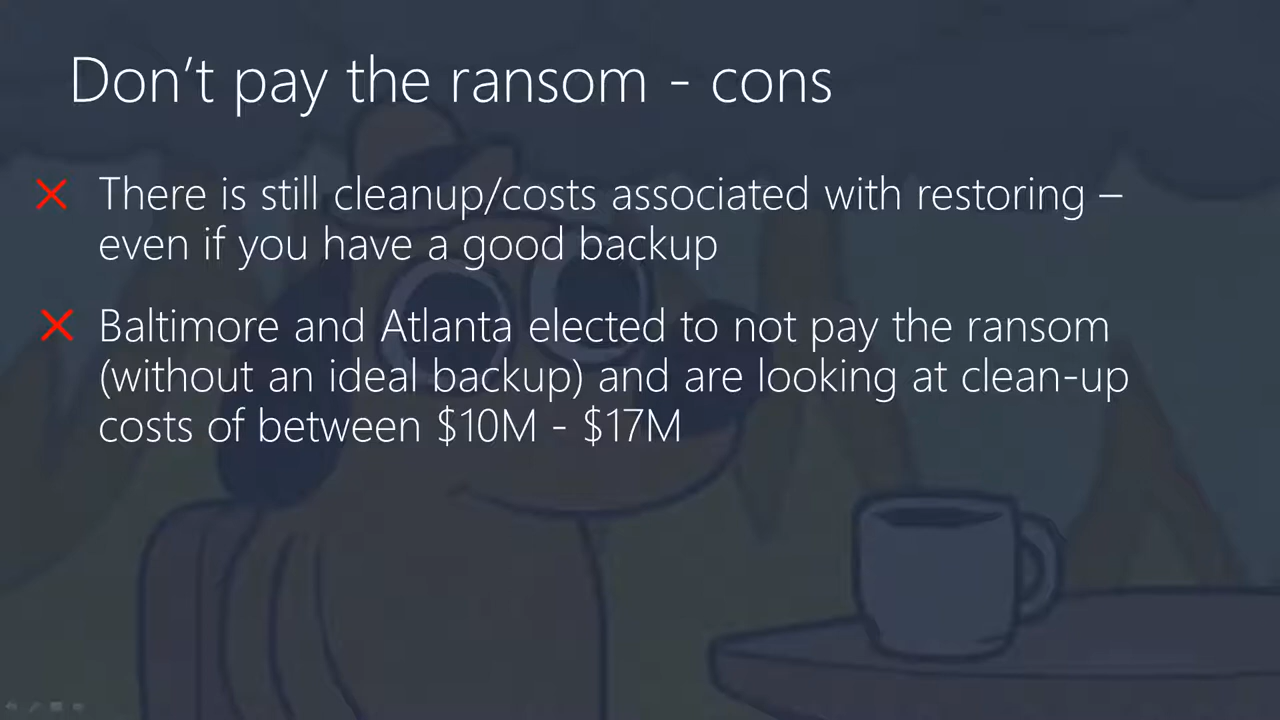 Don’t pay the ransom - cons
There is still cleanup/costs associated with restoring –
even if you have a good backup
Baltimore and Atlanta elected to not pay the ransom
(without an ideal backup) and are looking at clean-up
costs of between $10M - $17M